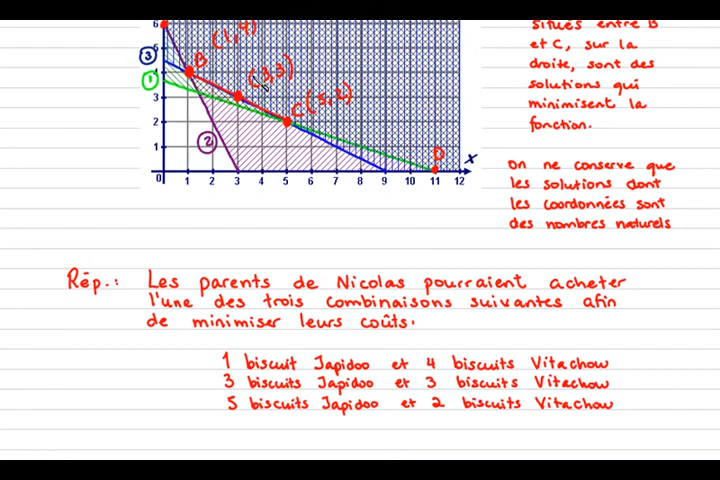 situés entre B
et C, sur la
droite, sont des
solutions qui
minimisent la
fonction.
On ne conserve que
les solutions dont
les coordonnées sont
des nombres naturels
6
B (1,4)
5
3
4
(3,3)
1
3
C (5,2)
2
2
D
1
x
0 1 2 3 4 5 6 7 8 9 10 11 12
Rép.: Les parents de Nicolas pourraient acheter
l'une des trois combinaisons suivantes afin
de minimiser leurs coûts.
1 biscuit Japidoo et 4 biscuits Vitachow
3 biscuits Japidoo et 3 biscuits Vitachow
5 biscuits Japidoo et 2 biscuits Vitachow